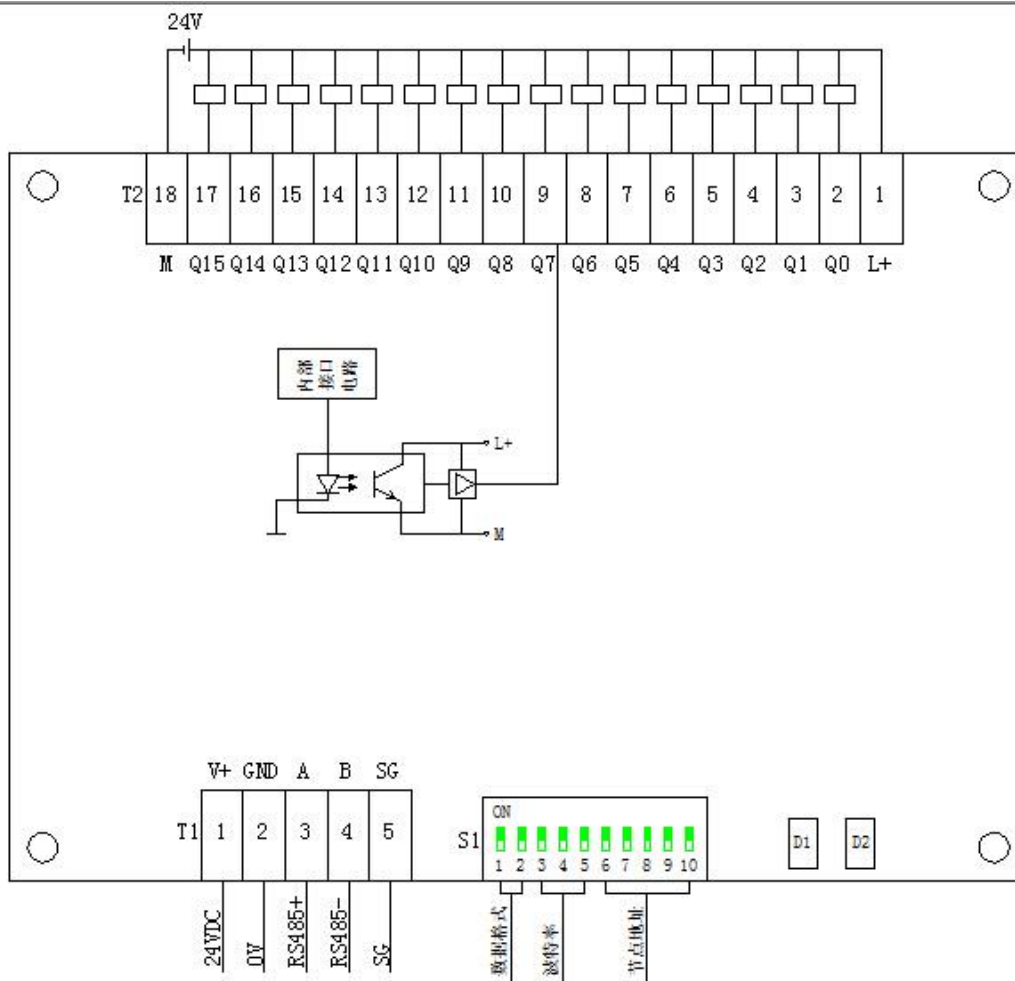 24V
T2 18 17 16 15 14 13 12 11 10 9 8 7 6 5 4 3 2 1
M Q15 Q14 Q13 Q12 Q11 Q10 Q9 Q8 Q7 Q6 Q5 Q4 Q3 Q2 Q1 Q0 L+
内部
接口
电路
L+
M
V+ GND A B SG
T1 1 2 3 4 5
24VDC
0V
RS485+
RS485-
SG
S1
ON
1 2 3 4 5 6 7 8 9 10
数据格式
波特率
节点地址
D1
D2